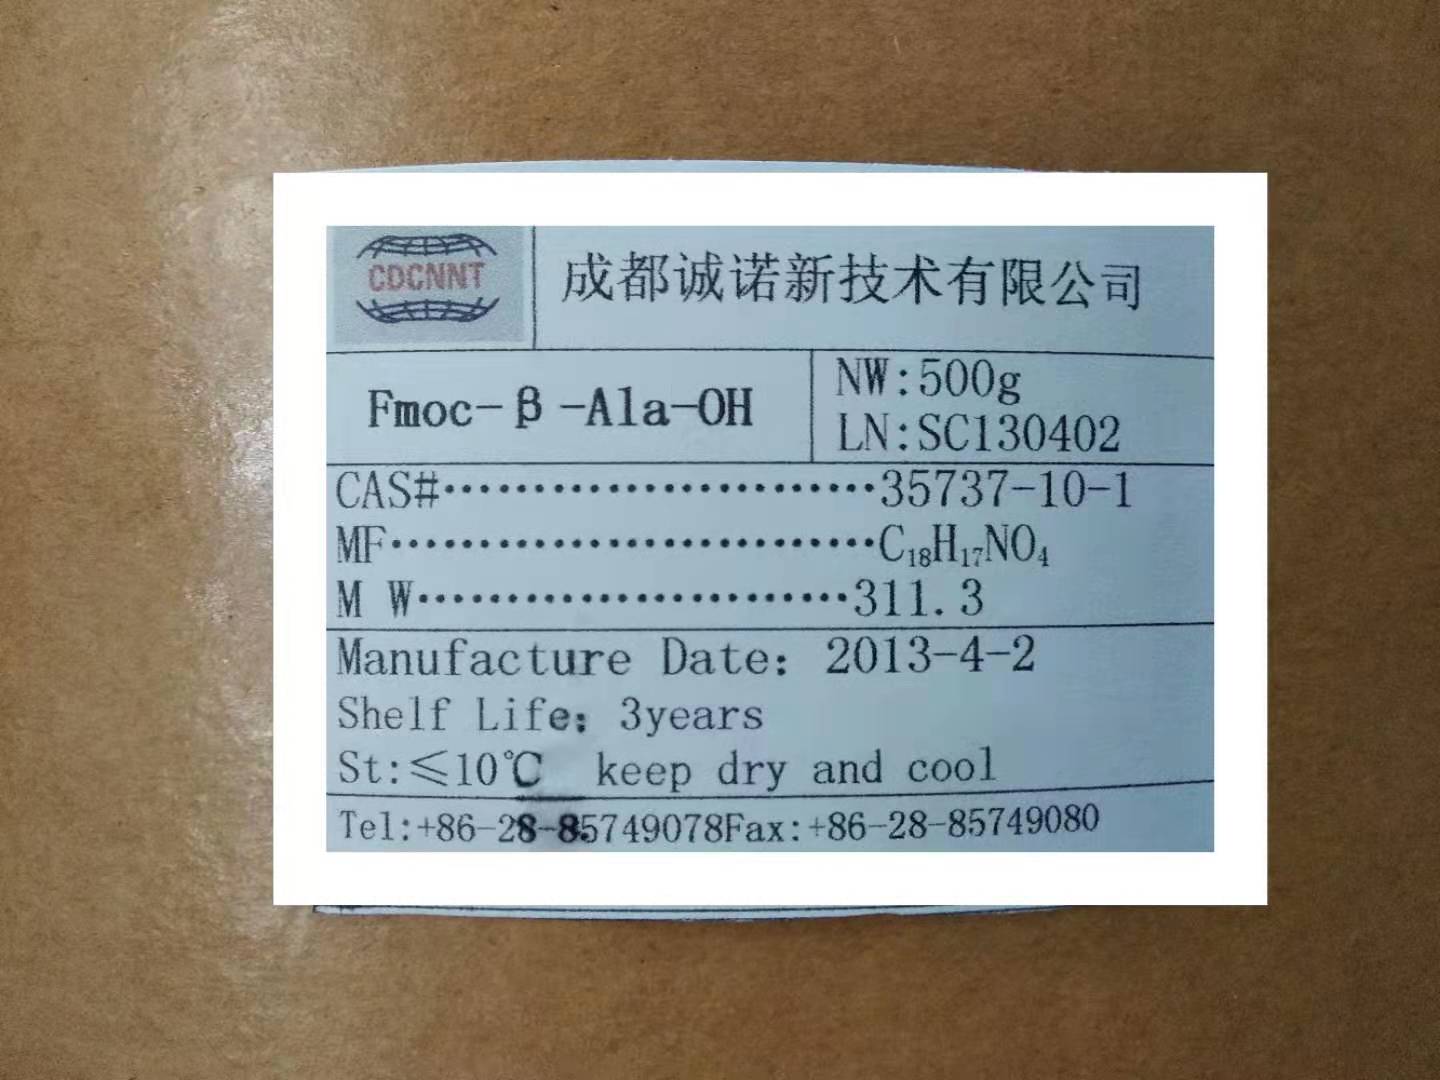 CDCNNT
成都诚诺新技术有限公司
Fmoc-β-Ala-OH
NW:500g
LN:SC130402
CAS#························35737-10-1
MF···························C₁₈H₁₇NO₄
M W························311.3
Manufacture Date: 2013-4-2
Shelf Life: 3years
St:≤10℃ keep dry and cool
Tel:+86-28-85749078Fax:+86-28-85749080